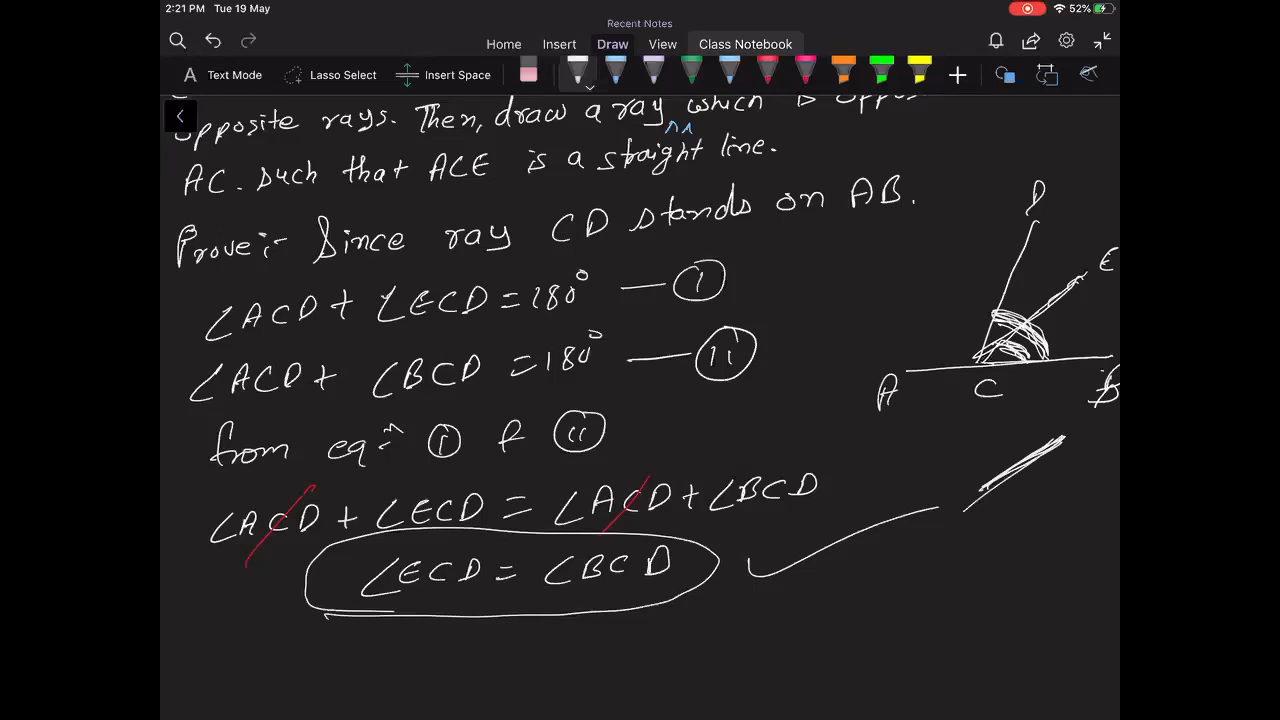 2:21 PM Tue 19 May
52%
Recent Notes
Home Insert Draw View Class Notebook
Text Mode Lasso Select Insert Space
opposite rays. Then, draw a ray which is
AC. such that ACE is a straight line.
Prove:- Since ray CD stands on AB.
∠ACD + ∠ECD = 180° — (i)
∠ACD + ∠BCD = 180° — (ii)
from eqn (i) & (ii)
∠ACD + ∠ECD = ∠ACD + ∠BCD
∠ECD = ∠BCD
D
E
A C B